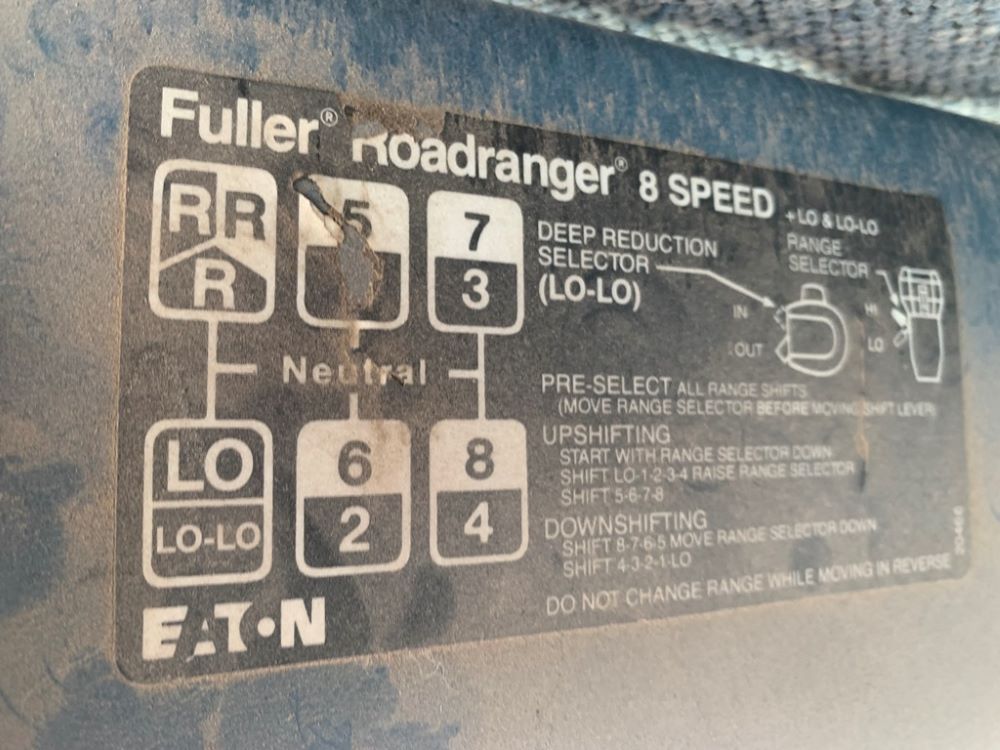 Fuller® Roadranger® 8 SPEED +LO & LO-LO
R R
R
5
7
3
Neutral
LO
LO-LO
6
2
8
4
DEEP REDUCTION
SELECTOR
(LO-LO)
IN
OUT
RANGE
SELECTOR
HI
LO
PRE-SELECT ALL RANGE SHIFTS
(MOVE RANGE SELECTOR BEFORE MOVING SHIFT LEVER)
UPSHIFTING
START WITH RANGE SELECTOR DOWN
SHIFT LO-1-2-3-4 RAISE RANGE SELECTOR
SHIFT 5-6-7-8
DOWNSHIFTING
SHIFT 8-7-6-5 MOVE RANGE SELECTOR DOWN
SHIFT 4-3-2-1-LO
DO NOT CHANGE RANGE WHILE MOVING IN REVERSE
EATON